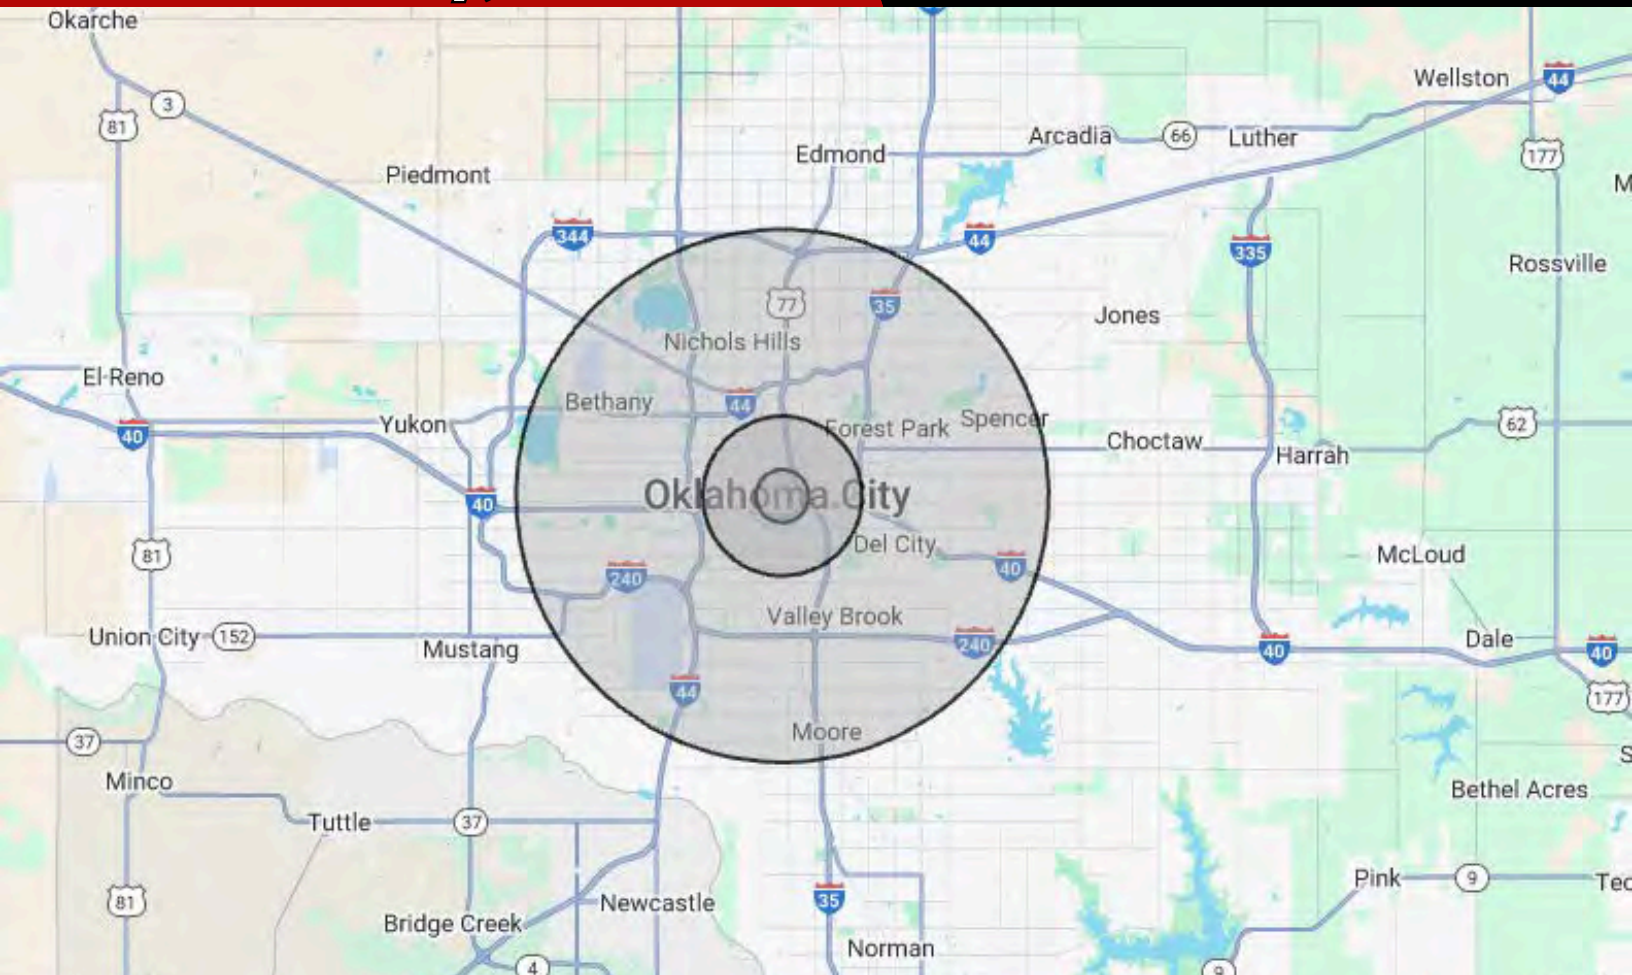 Okarche
Wellston
44
3
81
Arcadia
66
Luther
Edmond
177
Piedmont
M
344
44
335
Rossville
77
35
Jones
Nichols Hills
El Reno
Bethany
44
Yukon
Forest Park
Spencer
62
40
Choctaw
Harrah
40
Oklahoma City
81
Del City
McLoud
40
240
Valley Brook
Union City
152
Mustang
240
40
Dale
40
44
177
37
Moore
S
Minco
Bethel Acres
Tuttle
37
Pink
9
Tec
81
35
Newcastle
Bridge Creek
Norman
4
9